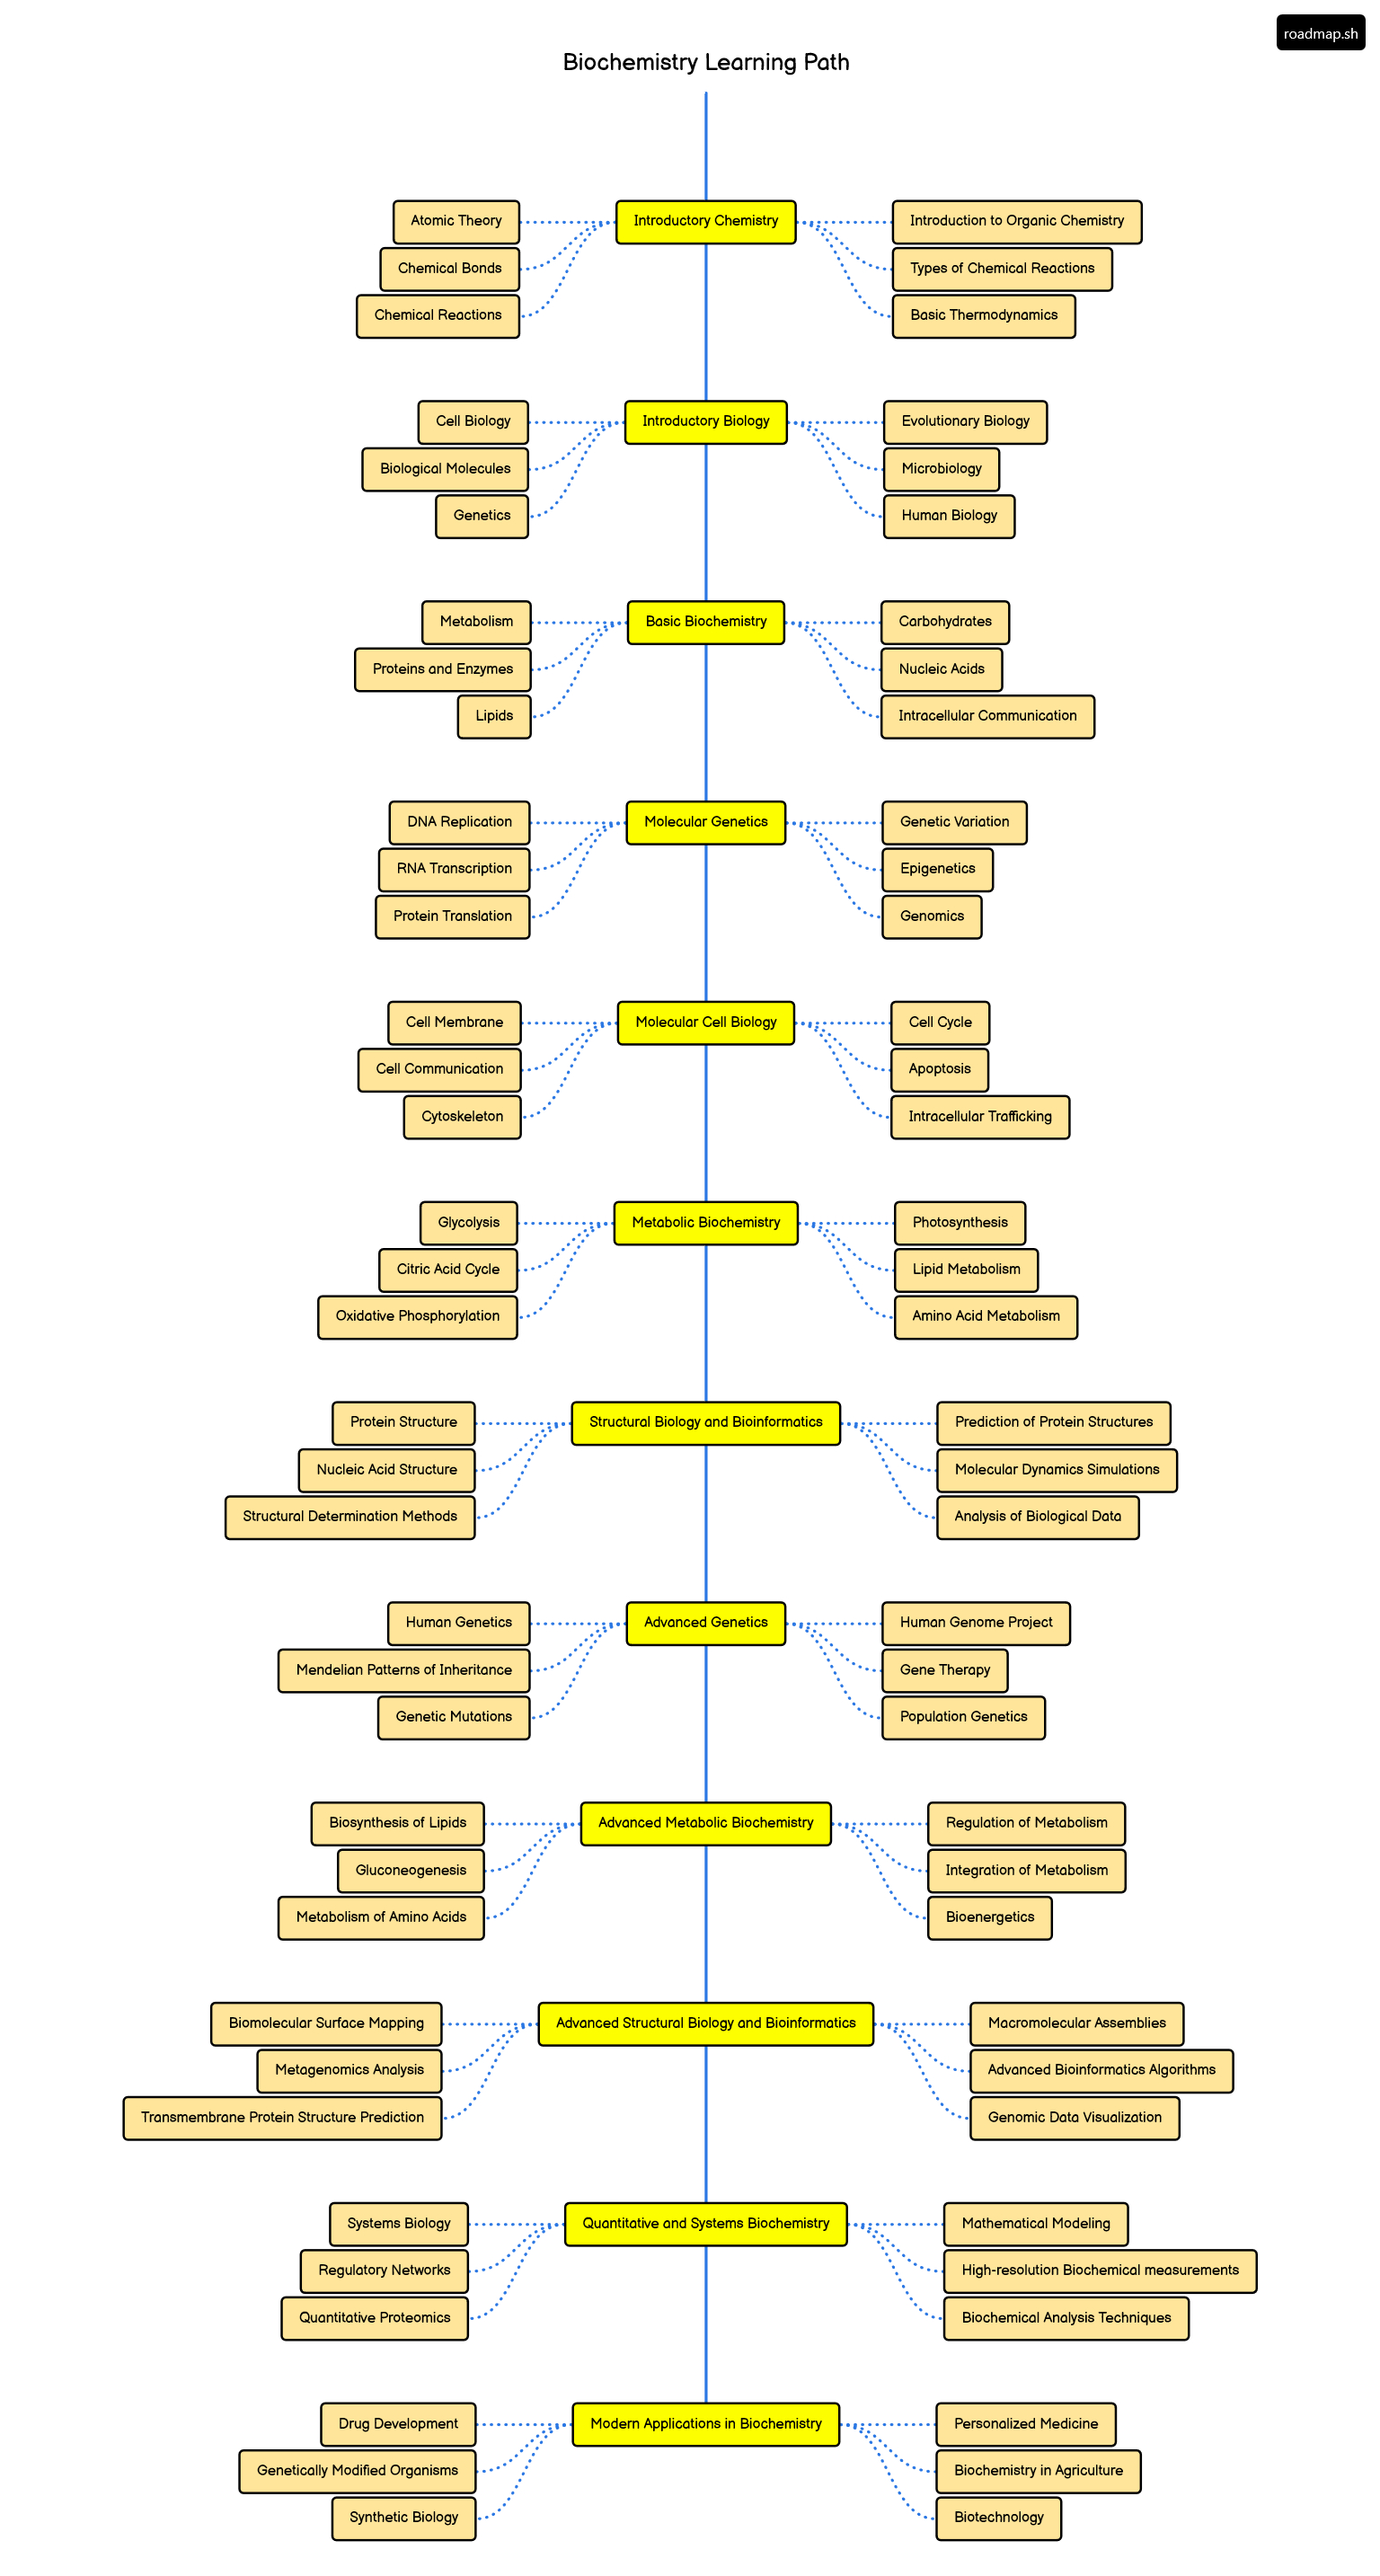 roadmap.sh
Biochemistry Learning Path
Introductory Chemistry
Atomic Theory
Chemical Bonds
Chemical Reactions
Introduction to Organic Chemistry
Types of Chemical Reactions
Basic Thermodynamics
Introductory Biology
Cell Biology
Biological Molecules
Genetics
Evolutionary Biology
Microbiology
Human Biology
Basic Biochemistry
Metabolism
Proteins and Enzymes
Lipids
Carbohydrates
Nucleic Acids
Intracellular Communication
Molecular Genetics
DNA Replication
RNA Transcription
Protein Translation
Genetic Variation
Epigenetics
Genomics
Molecular Cell Biology
Cell Membrane
Cell Communication
Cytoskeleton
Cell Cycle
Apoptosis
Intracellular Trafficking
Metabolic Biochemistry
Glycolysis
Citric Acid Cycle
Oxidative Phosphorylation
Photosynthesis
Lipid Metabolism
Amino Acid Metabolism
Structural Biology and Bioinformatics
Protein Structure
Nucleic Acid Structure
Structural Determination Methods
Prediction of Protein Structures
Molecular Dynamics Simulations
Analysis of Biological Data
Advanced Genetics
Human Genetics
Mendelian Patterns of Inheritance
Genetic Mutations
Human Genome Project
Gene Therapy
Population Genetics
Advanced Metabolic Biochemistry
Biosynthesis of Lipids
Gluconeogenesis
Metabolism of Amino Acids
Regulation of Metabolism
Integration of Metabolism
Bioenergetics
Advanced Structural Biology and Bioinformatics
Biomolecular Surface Mapping
Metagenomics Analysis
Transmembrane Protein Structure Prediction
Macromolecular Assemblies
Advanced Bioinformatics Algorithms
Genomic Data Visualization
Quantitative and Systems Biochemistry
Systems Biology
Regulatory Networks
Quantitative Proteomics
Mathematical Modeling
High-resolution Biochemical measurements
Biochemical Analysis Techniques
Modern Applications in Biochemistry
Drug Development
Genetically Modified Organisms
Synthetic Biology
Personalized Medicine
Biochemistry in Agriculture
Biotechnology